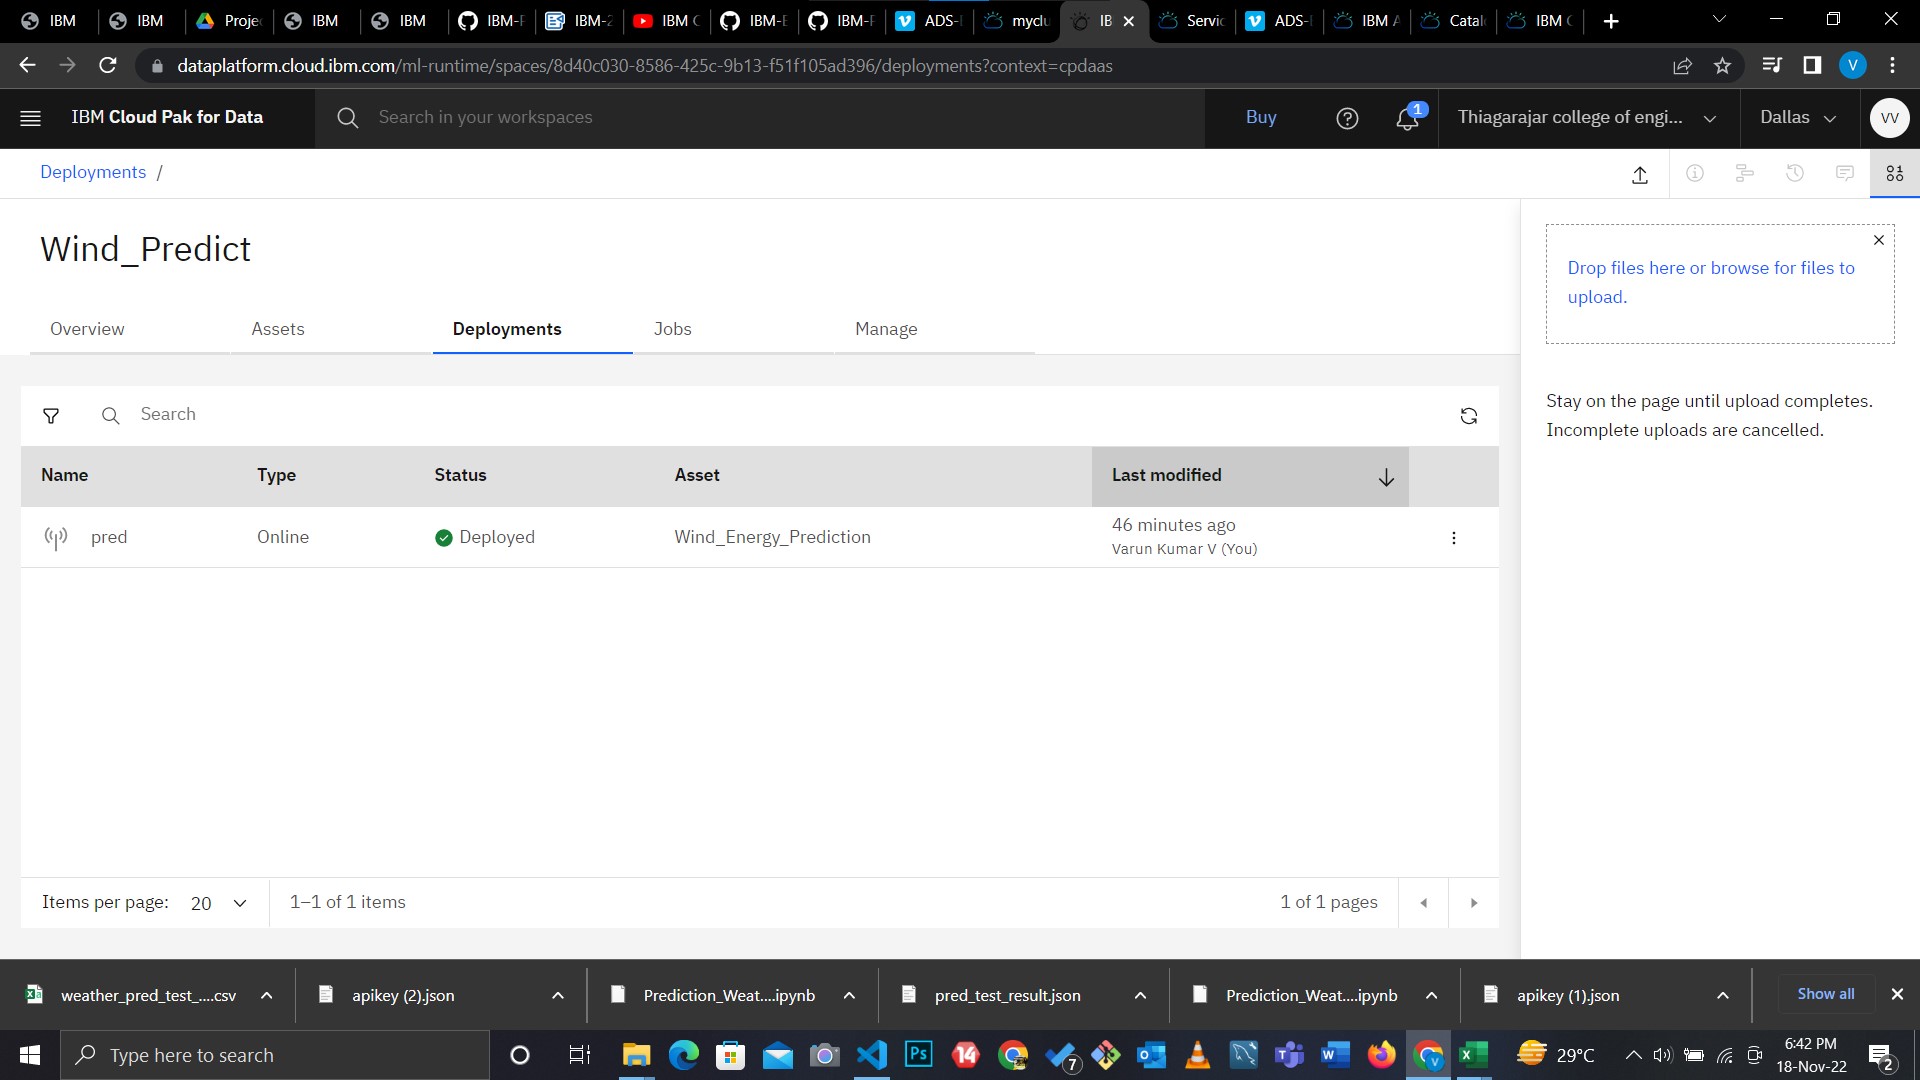 IBM
IBM
Projec
IBM
IBM
IBM-F
IBM-2
IBM C
IBM-E
IBM-F
ADS-I
myclu
IB
Servic
ADS-I
IBM A
Catal
IBM C
dataplatform.cloud.ibm.com/ml-runtime/spaces/8d40c030-8586-425c-9b13-f51f105ad396/deployments?context=cpdaas
V
IBM Cloud Pak for Data
Search in your workspaces
Buy
1
Thiagarajar college of engi...
Dallas
VV
Deployments /
Wind_Predict
Drop files here or browse for files to
upload.
Overview
Assets
Deployments
Jobs
Manage
Stay on the page until upload completes.
Incomplete uploads are cancelled.
Search
Name
Type
Status
Asset
Last modified
pred
Online
Deployed
Wind_Energy_Prediction
46 minutes ago
Varun Kumar V (You)
Items per page: 20
1–1 of 1 items
1 of 1 pages
weather_pred_test_....csv
apikey (2).json
Prediction_Weat....ipynb
pred_test_result.json
Prediction_Weat....ipynb
apikey (1).json
Show all
Type here to search
Ps
14
7
V
29°C
6:42 PM
18-Nov-22
2